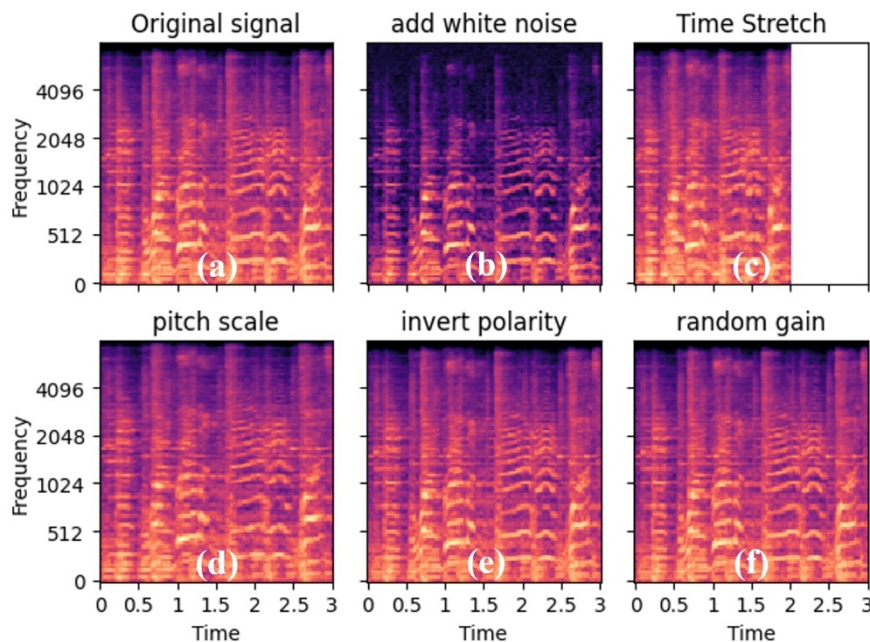 Original signal
add white noise
Time Stretch
Frequency
4096
2048
1024
512
0
(a)
(b)
(c)
pitch scale
invert polarity
random gain
Frequency
4096
2048
1024
512
0
(d)
(e)
(f)
0 0.5 1 1.5 2 2.5 3
0 0.5 1 1.5 2 2.5 3
0 0.5 1 1.5 2 2.5 3
Time
Time
Time